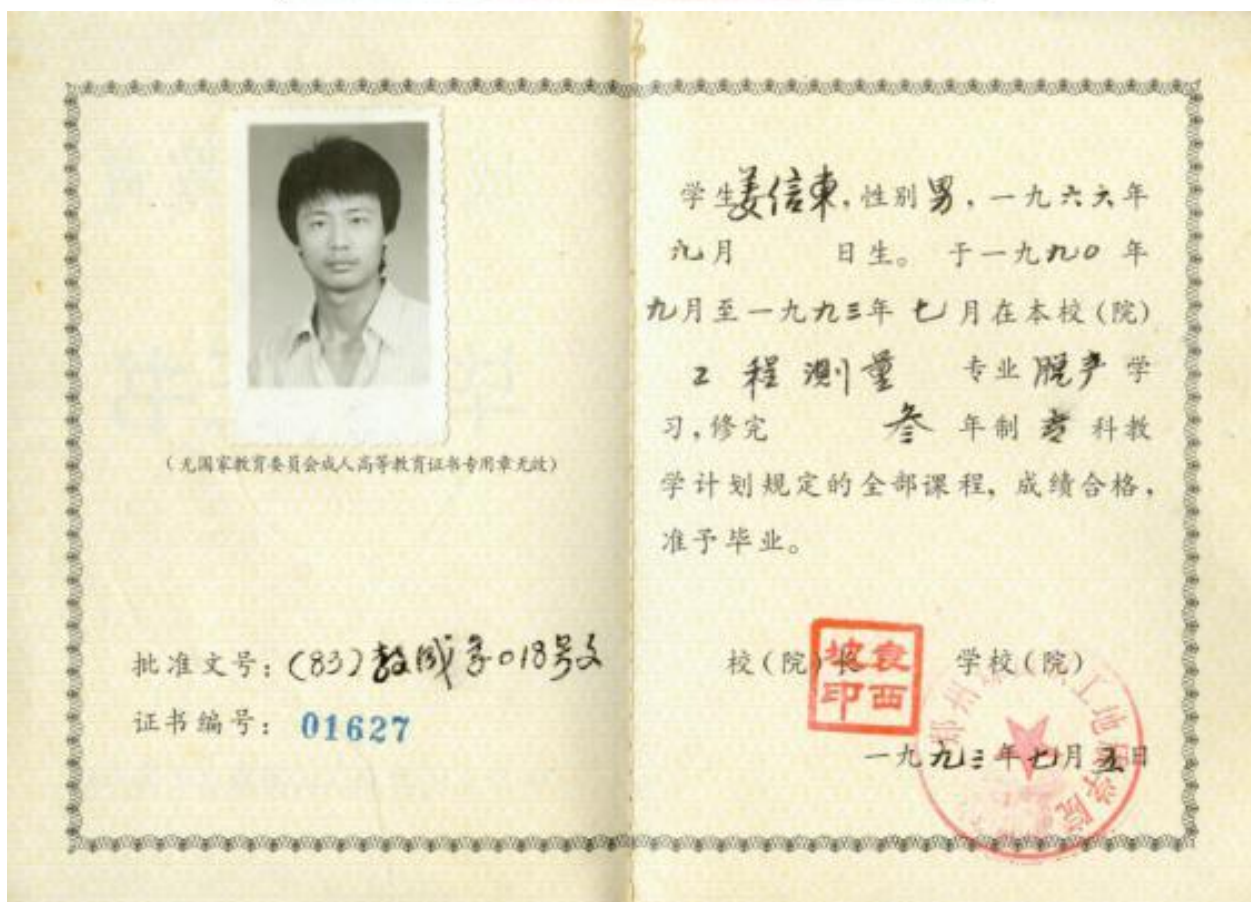 (无国家教育委员会成人高等教育证书专用章无效)
批准文号：(83)教成字018号文
证书编号： 01627
学生姜信東，性别男，一九六六年
九月 日生。 于一九九0 年
九月至一九九三年 七月在本校(院)
工程测量 专业脱产学
习，修完 叁 年制专科教
学计划规定的全部课程，成绩合格，
准予毕业。
校(院)长 学校(院)
袁西
坡印
一九九三年七月五日